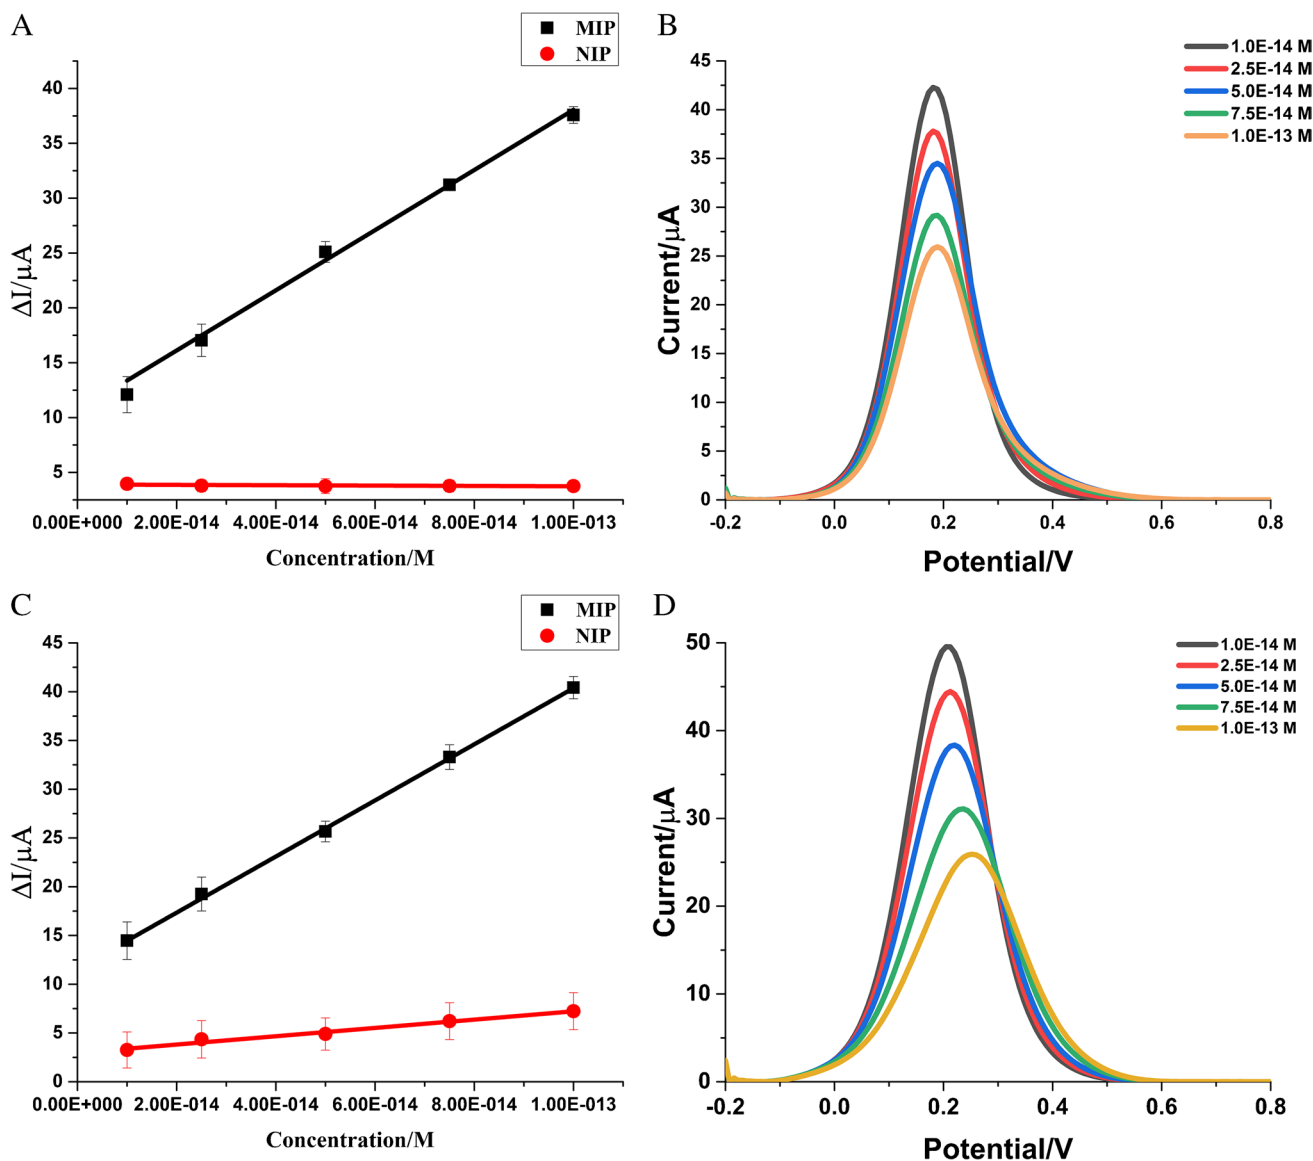 A
MIP
NIP
40
35
30
25
20
15
10
5
ΔI/μA
0.00E+000 2.00E-014 4.00E-014 6.00E-014 8.00E-014 1.00E-013
Concentration/M
B
1.0E-14 M
2.5E-14 M
5.0E-14 M
7.5E-14 M
1.0E-13 M
45
40
35
30
25
20
15
10
5
0
Current/μA
-0.2 0.0 0.2 0.4 0.6 0.8
Potential/V
C
MIP
NIP
45
40
35
30
25
20
15
10
5
0
ΔI/μA
0.00E+000 2.00E-014 4.00E-014 6.00E-014 8.00E-014 1.00E-013
Concentration/M
D
1.0E-14 M
2.5E-14 M
5.0E-14 M
7.5E-14 M
1.0E-13 M
50
40
30
20
10
0
Current/μA
-0.2 0.0 0.2 0.4 0.6 0.8
Potential/V